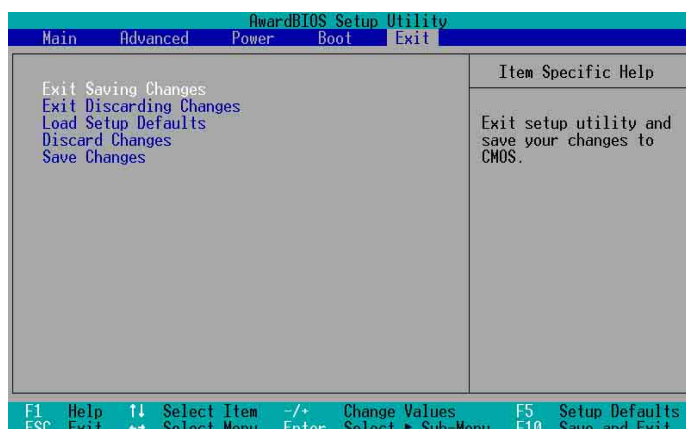 AwardBIOS Setup Utility
Main Advanced Power Boot Exit
Item Specific Help
Exit Saving Changes
Exit Discarding Changes
Load Setup Defaults
Discard Changes
Save Changes
Exit setup utility and
save your changes to
CMOS.
F1 Help ↑↓ Select Item -/+ Change Values F5 Setup Defaults
ESC Exit ←→ Select Menu Enter Select ► Sub-Menu F10 Save and Exit